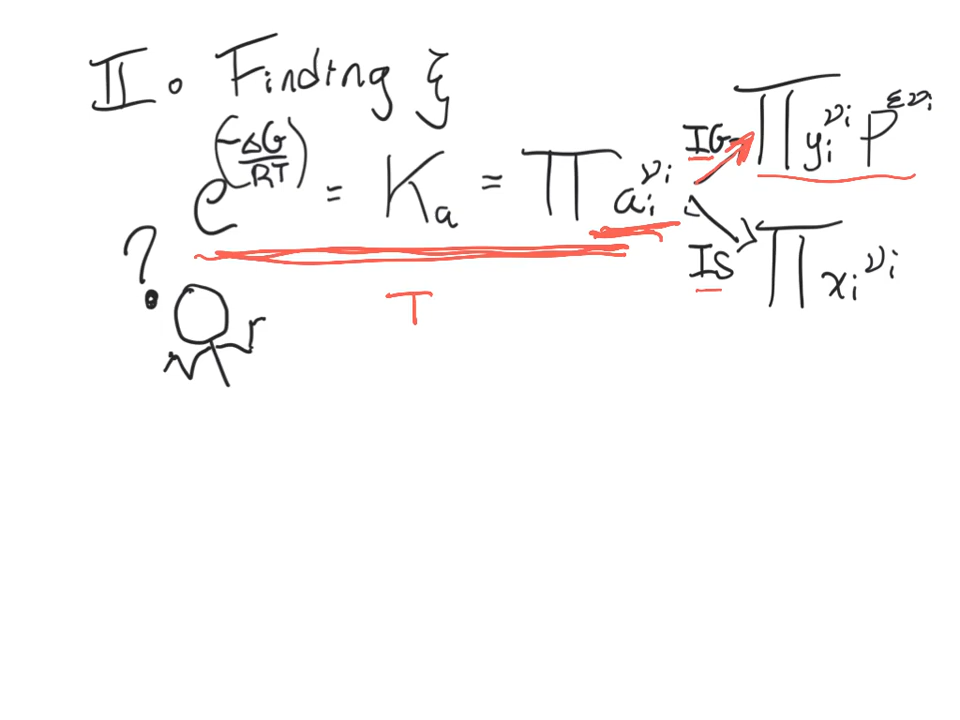 II. Finding ξ
e^(-ΔG/RT) = K_a = Π a_i^ν_i
IG Π y_i^ν_i P^Σν_i
IS Π x_i^ν_i
?
T